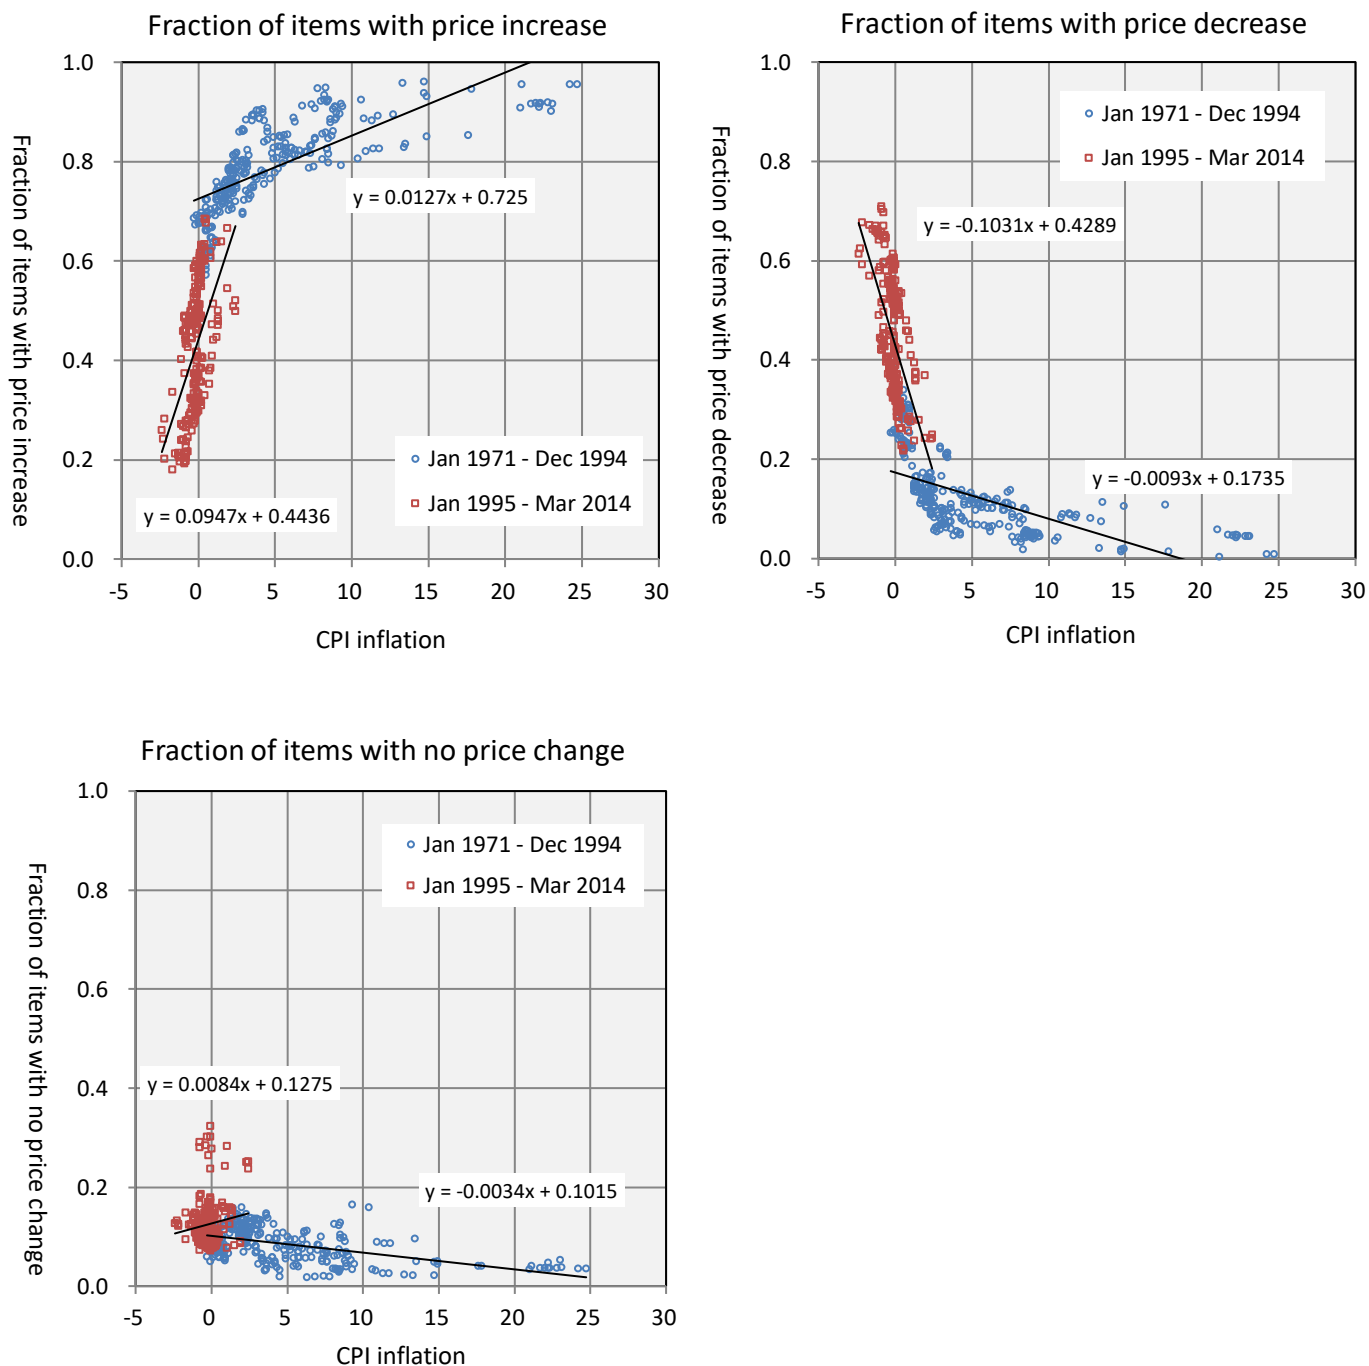 Fraction of items with price increase
Fraction of items with price increase
1.0
0.8
0.6
0.4
0.2
0.0
y = 0.0127x + 0.725
Jan 1971 - Dec 1994
Jan 1995 - Mar 2014
y = 0.0947x + 0.4436
-5 0 5 10 15 20 25 30
CPI inflation
Fraction of items with price decrease
Fraction of items with price decrease
1.0
0.8
0.6
0.4
0.2
0.0
Jan 1971 - Dec 1994
Jan 1995 - Mar 2014
y = -0.1031x + 0.4289
y = -0.0093x + 0.1735
-5 0 5 10 15 20 25 30
CPI inflation
Fraction of items with no price change
Fraction of items with no price change
1.0
0.8
0.6
0.4
0.2
0.0
Jan 1971 - Dec 1994
Jan 1995 - Mar 2014
y = 0.0084x + 0.1275
y = -0.0034x + 0.1015
-5 0 5 10 15 20 25 30
CPI inflation